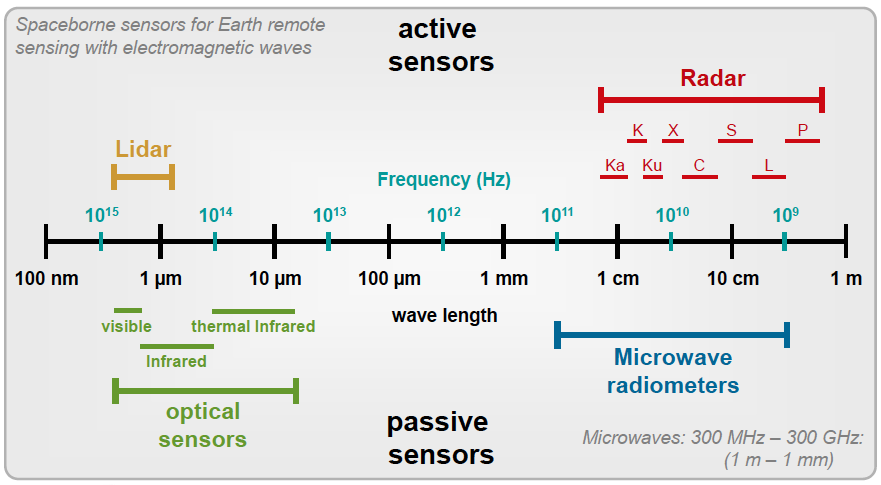 Spaceborne sensors for Earth remote
sensing with electromagnetic waves
active
sensors
Radar
K X S P
Ka Ku C L
Lidar
Frequency (Hz)
10¹⁵ 10¹⁴ 10¹³ 10¹² 10¹¹ 10¹⁰ 10⁹
100 nm 1 µm 10 µm 100 µm 1 mm 1 cm 10 cm 1 m
wave length
visible thermal Infrared
Infrared
optical
sensors
Microwave
radiometers
passive
sensors
Microwaves: 300 MHz – 300 GHz:
(1 m – 1 mm)